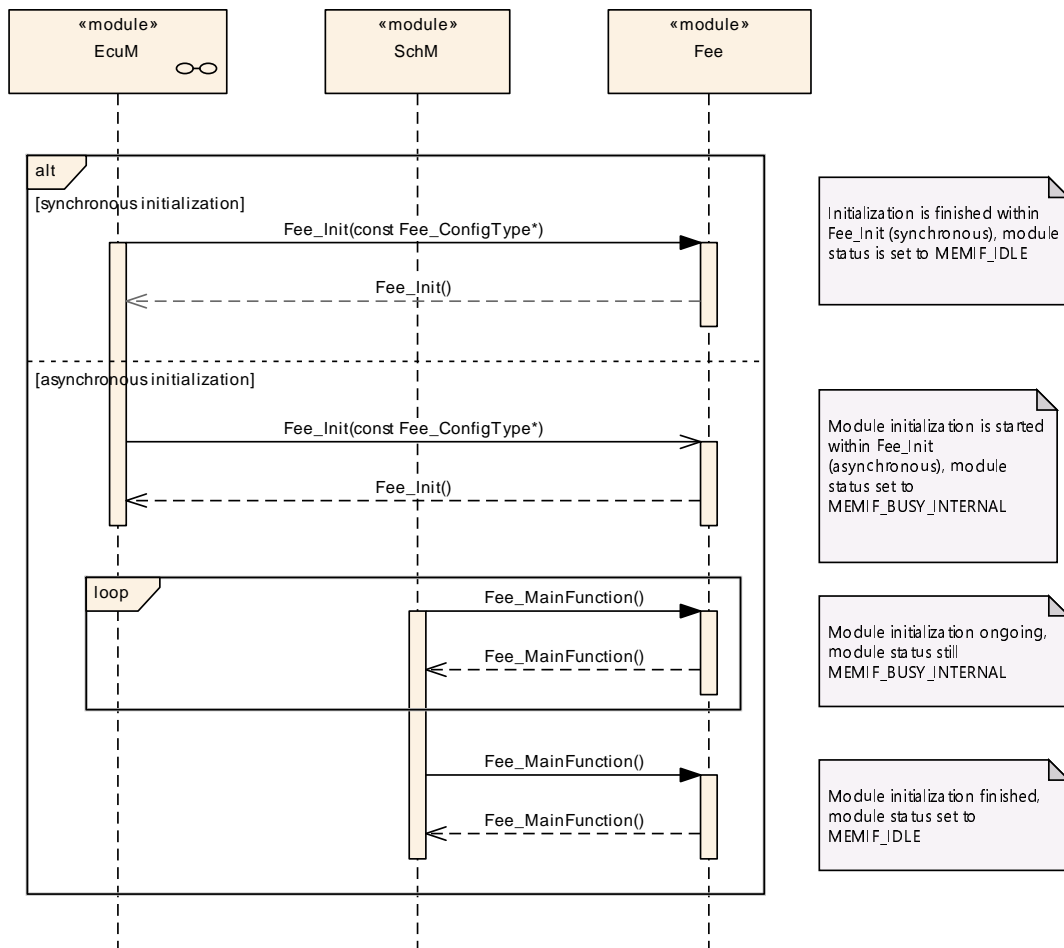 «module»
EcuM
«module»
SchM
«module»
Fee
alt
[synchronous initialization]
Fee_Init(const Fee_ConfigType*)
Fee_Init()
Initialization is finished within
Fee_Init (synchronous), module
status is set to MEMIF_IDLE
[asynchronous initialization]
Fee_Init(const Fee_ConfigType*)
Fee_Init()
Module initialization is started
within Fee_Init
(asynchronous), module
status set to
MEMIF_BUSY_INTERNAL
loop
Fee_MainFunction()
Fee_MainFunction()
Module initialization ongoing,
module status still
MEMIF_BUSY_INTERNAL
Fee_MainFunction()
Fee_MainFunction()
Module initialization finished,
module status set to
MEMIF_IDLE